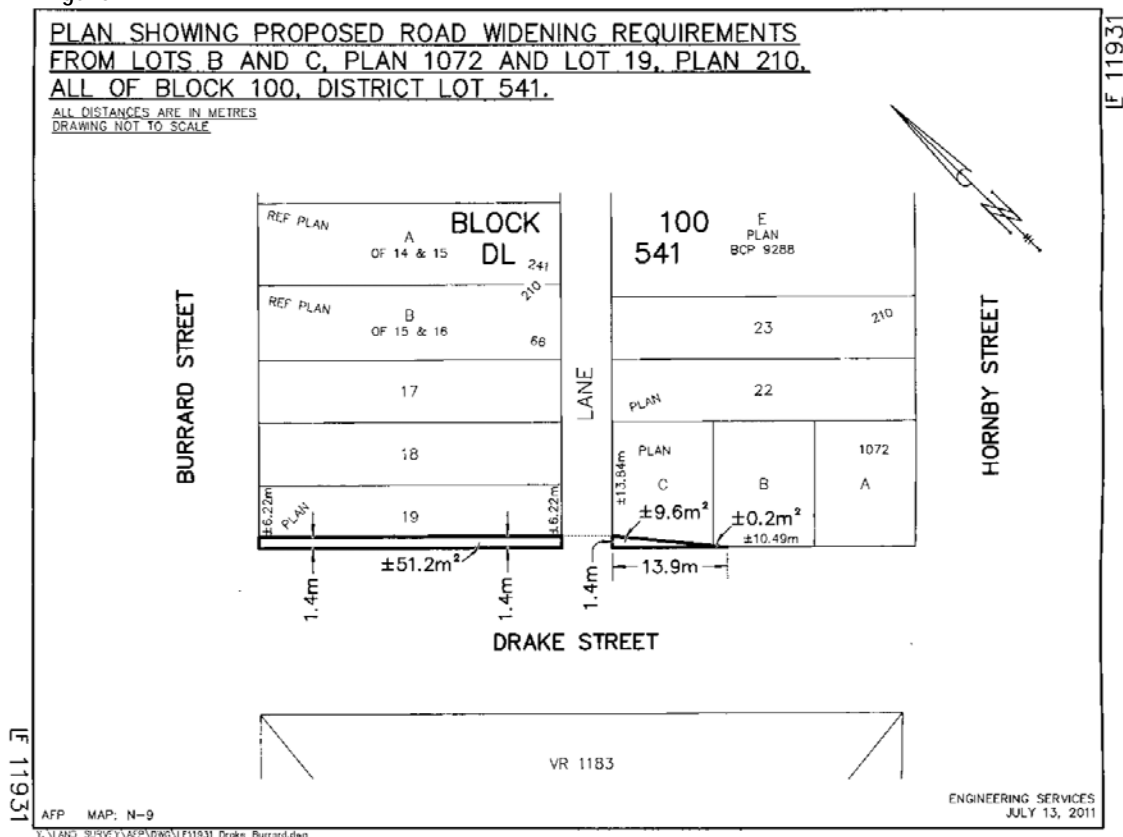 PLAN SHOWING PROPOSED ROAD WIDENING REQUIREMENTS
FROM LOTS B AND C, PLAN 1072 AND LOT 19, PLAN 210,
ALL OF BLOCK 100, DISTRICT LOT 541.
ALL DISTANCES ARE IN METRES
DRAWING NOT TO SCALE
LF 11931
BURRARD STREET
REF PLAN
A
OF 14 & 15
BLOCK
DL
241
210
REF PLAN
B
OF 15 & 16
66
17
18
±6.22m
PLAN
19
±6.22m
1.4m
±51.2m²
1.4m
LANE
100
541
E
PLAN
BCP 9288
23
210
22
PLAN
±13.84m
PLAN
C
B
1072
A
±9.6m²
±0.2m²
±10.49m
1.4m
13.9m
HORNBY STREET
DRAKE STREET
VR 1183
LF 11931
AFP MAP: N-9
ENGINEERING SERVICES
JULY 13, 2011